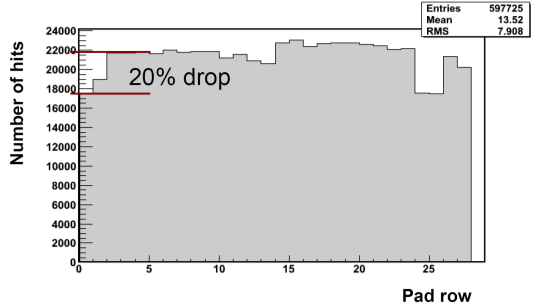 Entries 597725
Mean 13.52
RMS 7.908
Number of hits
24000
22000
20000
18000
16000
14000
12000
10000
8000
6000
4000
2000
0
20% drop
0 5 10 15 20 25
Pad row